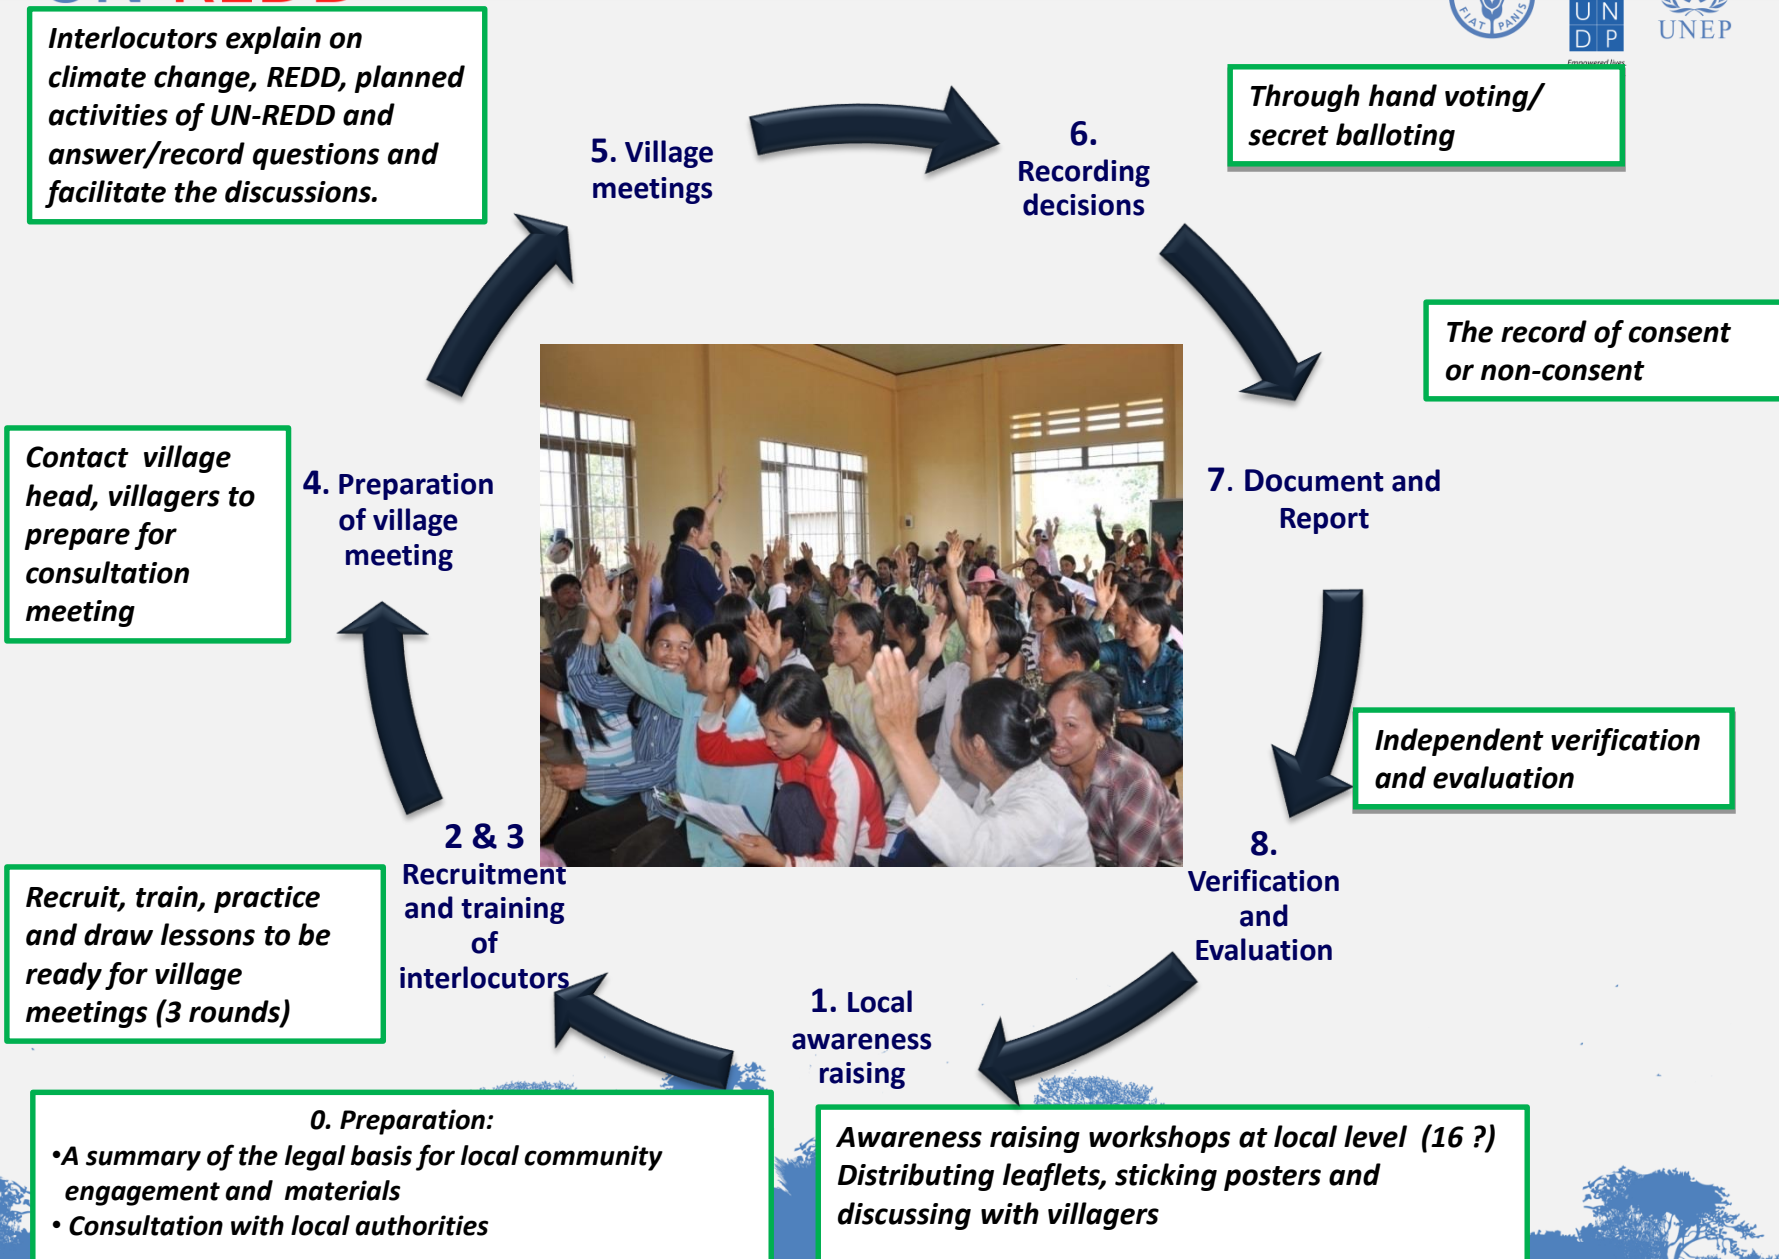 UN-REDD
FIAT PANIS
U N
D P
Empowered lives
UNEP
Interlocutors explain on
climate change, REDD, planned
activities of UN-REDD and
answer/record questions and
facilitate the discussions.
5. Village
meetings
6.
Recording
decisions
Through hand voting/
secret balloting
The record of consent
or non-consent
Contact village
head, villagers to
prepare for
consultation
meeting
4. Preparation
of village
meeting
7. Document and
Report
Independent verification
and evaluation
2 & 3
Recruitment
and training
of
interlocutors
8.
Verification
and
Evaluation
Recruit, train, practice
and draw lessons to be
ready for village
meetings (3 rounds)
1. Local
awareness
raising
0. Preparation:
•A summary of the legal basis for local community
engagement and materials
• Consultation with local authorities
Awareness raising workshops at local level (16 ?)
Distributing leaflets, sticking posters and
discussing with villagers